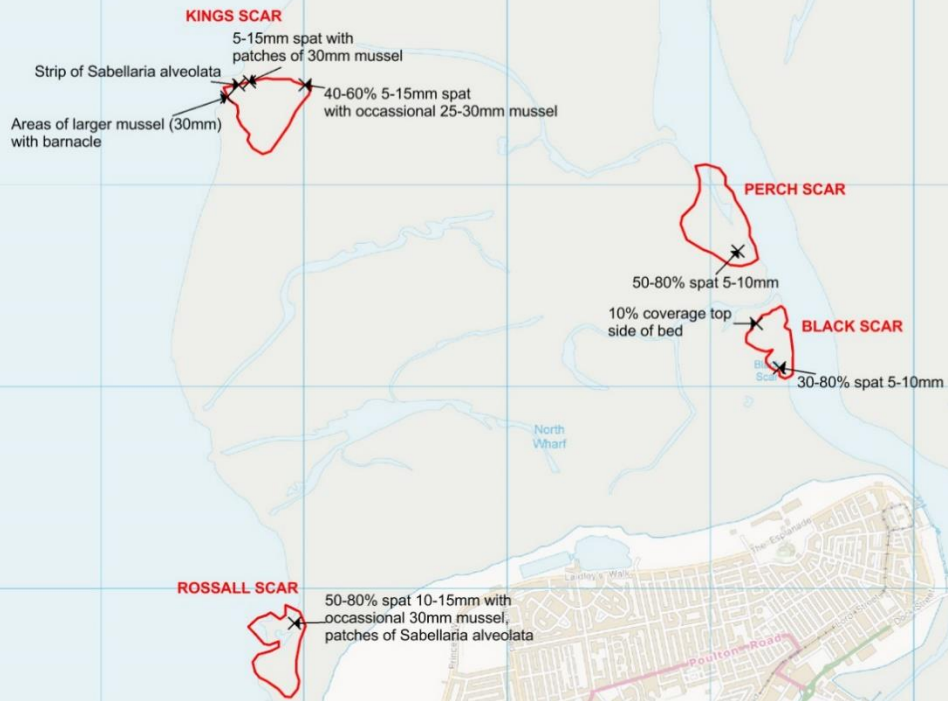 KINGS SCAR
5-15mm spat with
patches of 30mm mussel
Strip of Sabellaria alveolata
40-60% 5-15mm spat
with occassional 25-30mm mussel
Areas of larger mussel (30mm)
with barnacle
PERCH SCAR
50-80% spat 5-10mm
10% coverage top
side of bed
BLACK SCAR
Scar
30-80% spat 5-10mm
North
Wharf
The Esplanade
Laidley's Walk
ROSSALL SCAR
50-80% spat 10-15mm with
occassional 30mm mussel,
patches of Sabellaria alveolata
Poulton Road